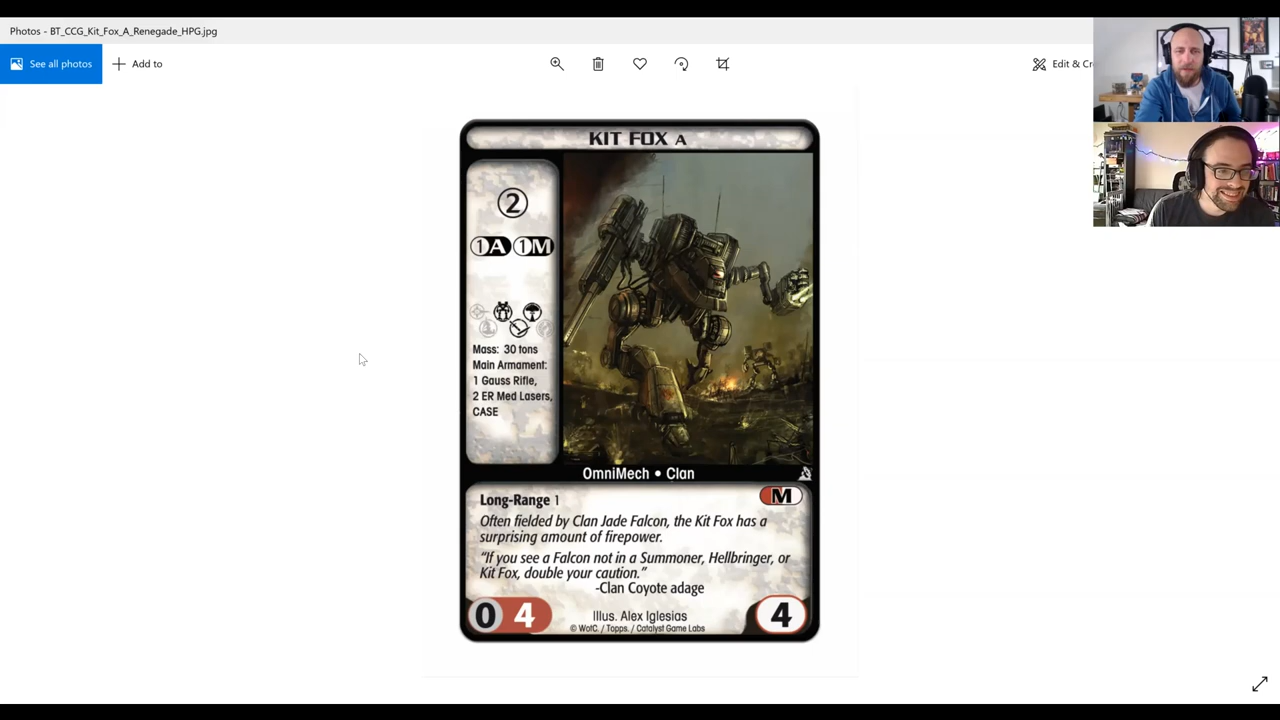 Photos - BT_CCG_Kit_Fox_A_Renegade_HPG.jpg
See all photos
Add to
Edit & Cr
KIT FOX A
2
1A 1M
Mass: 30 tons
Main Armament:
1 Gauss Rifle,
2 ER Med Lasers,
CASE
OmniMech • Clan
Long-Range 1
M
Often fielded by Clan Jade Falcon, the Kit Fox has a
surprising amount of firepower.
“If you see a Falcon not in a Summoner, Hellbringer, or
Kit Fox, double your caution.”
-Clan Coyote adage
0 4
Illus. Alex Iglesias
© WotC. / Topps. / Catalyst Game Labs
4